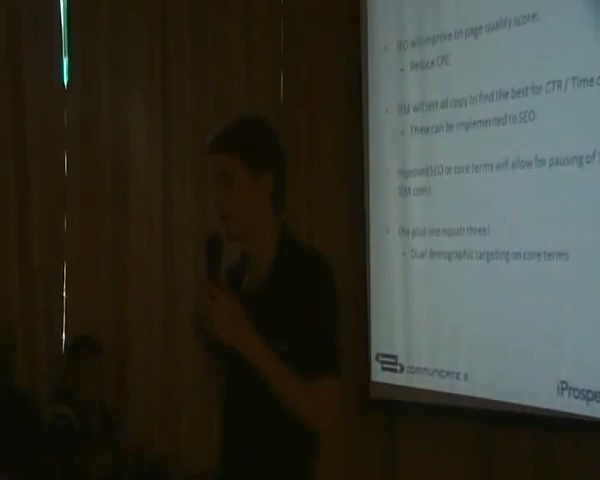 SEO will improve on page quality score:
– Reduce CPC
SEM will test ad copy to find the best for CTR / Time
– These can be implemented to SEO
Improved SEO on core terms will allow for pausing of
SEM costs
One plus one equals three!
– Dual demographic targeting on core terms
COMMUNICATE
iProspe